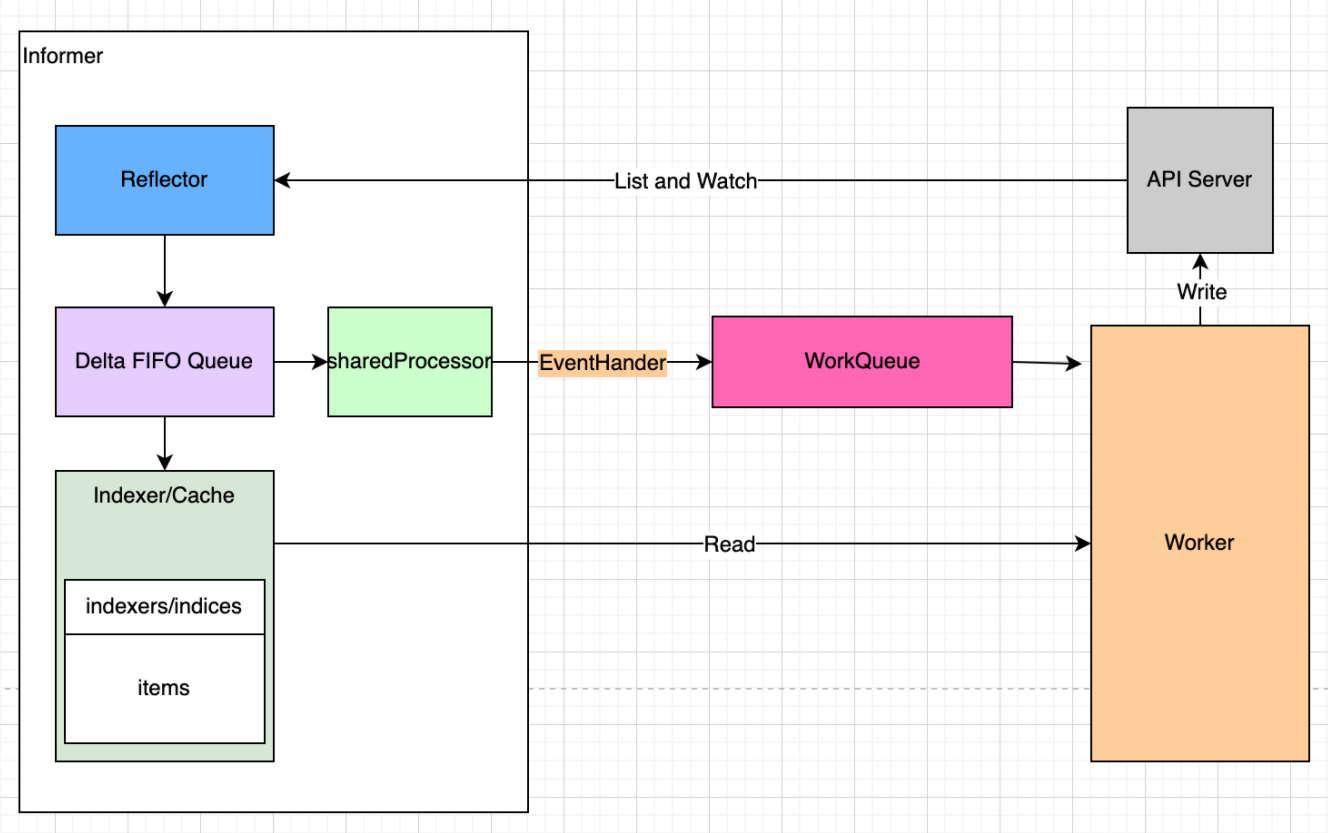 Informer
Reflector
List and Watch
API Server
Write
Delta FIFO Queue
sharedProcessor
EventHander
WorkQueue
Indexer/Cache
Read
Worker
indexers/indices
items